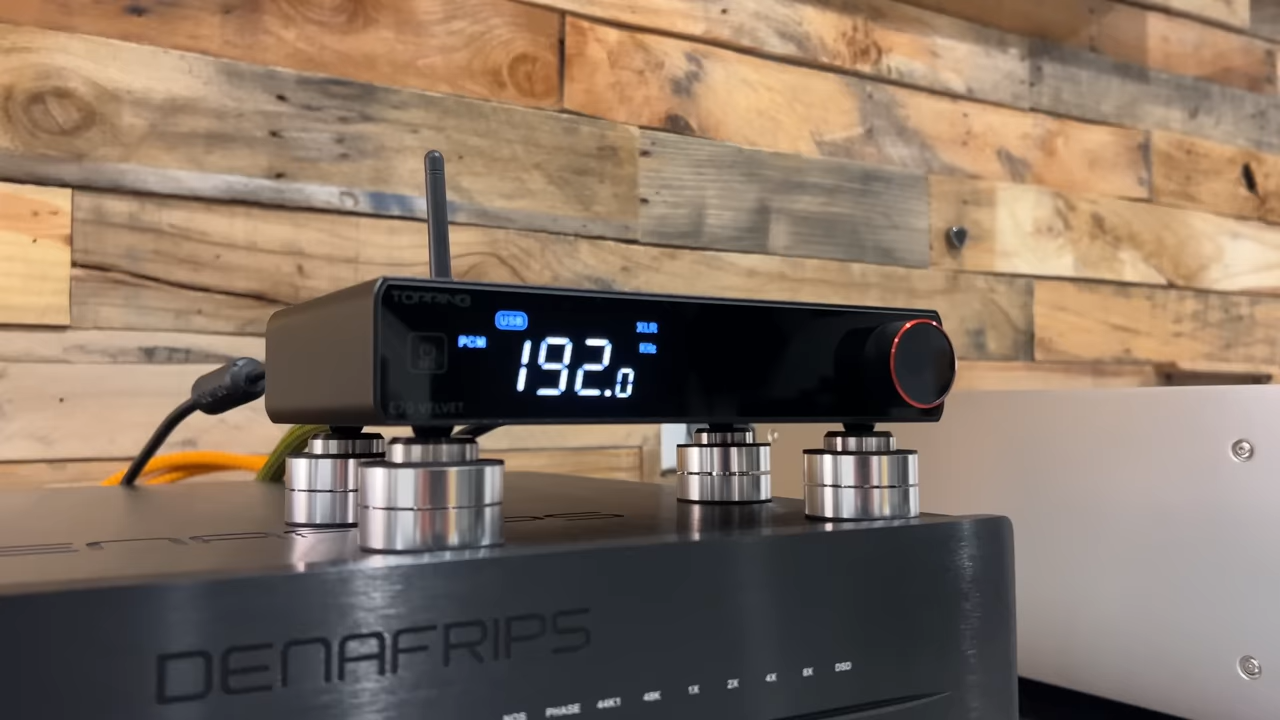 TOPPING
USB
PCM
192.0
XLR
KHz
E70 VELVET
DENAFRIPS
NOS PHASE 44K1 48K 1X 2X 4X 8X DSD